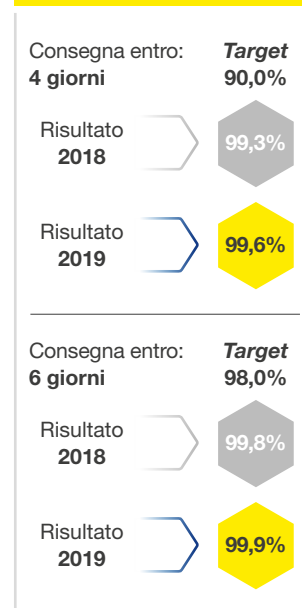 Consegna entro: Target
4 giorni 90,0%
Risultato
2018
99,3%
Risultato
2019
99,6%
Consegna entro: Target
6 giorni 98,0%
Risultato
2018
99,8%
Risultato
2019
99,9%